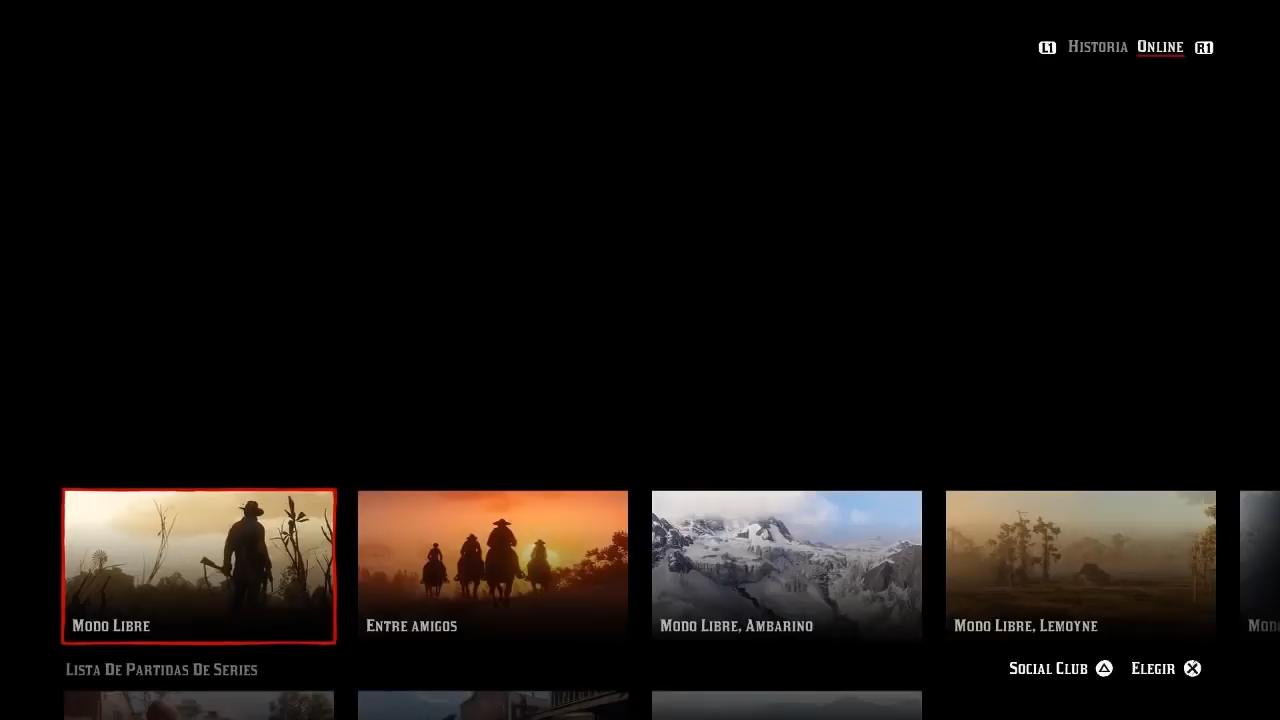 L1 Historia Online R1
Modo libre
Entre amigos
Modo libre, Ambarino
Modo libre, Lemoyne
Lista De Partidas De Series
Social Club
Elegir